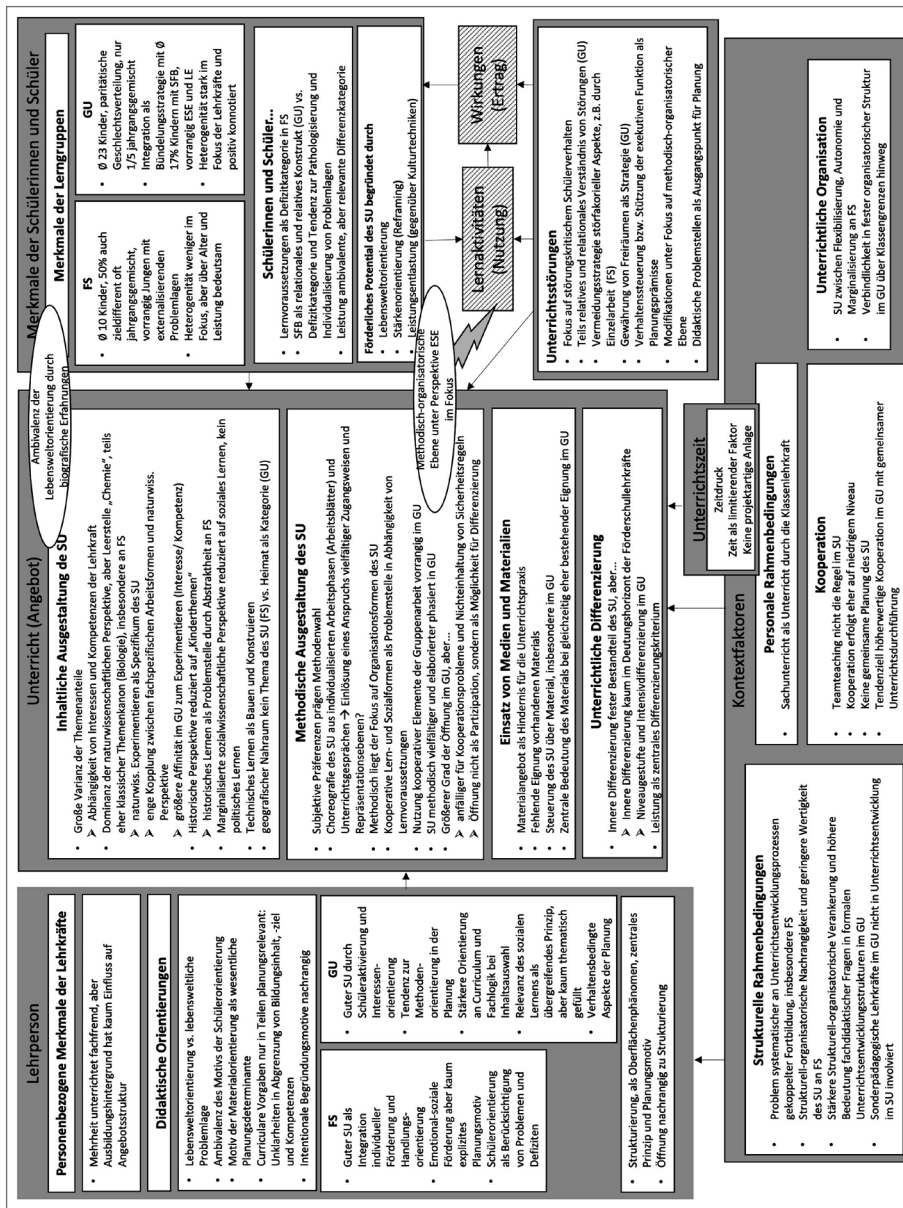 Lehrperson
Personenbezogene Merkmale der Lehrkräfte
• Mehrheit unterrichtet fachfremd, aber
Ausbildungshintergrund hat kaum Einfluss auf
Angebotsstruktur
Didaktische Orientierungen
• Lebensweltorientierung vs. lebensweltliche
Problemlage
• Ambivalenz des Motivs der Schülerorientierung
• Motiv der Materialorientierung als wesentliche
Planungsdeterminante
• Curriculare Vorgaben nur in Teilen planungsrelevant:
Unklarheiten in Abgrenzung von Bildungsinhalt, -ziel
und Kompetenzen
• Intentionale Begründungsmotive nachrangig
FS
• Guter SU als
Integration
individueller
Förderung und
Handlungs-
orientierung
• Emotional-soziale
Förderung aber kaum
explizites
Planungsmotiv
• Schülerorientierung
als Berücksichtigung
von Problemen und
Defiziten
GU
• Guter SU durch
Schüleraktivierung und
Interessen-
orientierung
• Tendenz zur
Methoden-
orientierung in der
Planung
• Stärkere Orientierung
an Curriculum und
Fachlogik bei
Inhaltsauswahl
• Relevanz des sozialen
Lernens als
übergreifendes Prinzip,
aber kaum thematisch
gefüllt
• Verhaltensbedingte
Aspekte der Planung
• Strukturierung, als Oberflächenphänomen, zentrales
Prinzip und Planungsmotiv
• Öffnung nachrangig zu Strukturierung
Unterricht (Angebot)
Inhaltliche Ausgestaltung des SU
• Große Varianz der Themenanteile
➢ Abhängigkeit von Interessen und Kompetenzen der Lehrkraft
• Dominanz der naturwissenschaftlichen Perspektive, aber Leerstelle „Chemie“, teils
eher klassischer Themenkanon (Biologie), insbesondere an FS
➢ naturwiss. Experimentieren als Spezifikum des SU
➢ enge Kopplung zwischen fachspezifischen Arbeitsformen und naturwiss.
Perspektive
➢ größere Affinität im GU zum Experimentieren (Interesse/ Kompetenz)
• Historische Perspektive reduziert auf „Kinderthemen“
➢ historisches Lernen als Problemstelle durch Abstraktheit an FS
• Marginalisierte sozialwissenschaftliche Perspektive reduziert auf soziales Lernen, kein
politisches Lernen
• Technisches Lernen als Bauen und Konstruieren
• geografischer Nahraum kein Thema des SU (FS) vs. Heimat als Kategorie (GU)
Methodische Ausgestaltung des SU
• Subjektive Präferenzen prägen Methodenwahl
• Choreografie des SU aus individualisierten Arbeitsphasen (Arbeitsblätter) und
Unterrichtsgesprächen → Einlösung eines Anspruchs vielfältiger Zugangsweisen und
Repräsentationsebenen?
• Methodisch liegt der Fokus auf Organisationsformen des SU
• Kooperative Lern- und Sozialformen als Problemstelle in Abhängigkeit von
Lernvoraussetzungen
• Nutzung kooperativer Elemente der Gruppenarbeit vorrangig im GU
• SU methodisch vielfältiger und elaborierter phasiert in GU
• Größerer Grad der Öffnung im GU, aber...
➢ anfälliger für Kooperationsprobleme und Nichteinhaltung von Sicherheitsregeln
➢ Öffnung nicht als Partizipation, sondern als Möglichkeit für Differenzierung
Einsatz von Medien und Materialien
• Materialangebot als Hindernis für die Unterrichtspraxis
• Fehlende Eignung vorhandenen Materials
• Steuerung des SU über Material, insbesondere im GU
• Zentrale Bedeutung des Materials bei gleichzeitig eher bestehender Eignung im GU
Unterrichtliche Differenzierung
• Innere Differenzierung fester Bestandteil des SU, aber...
➢ Innere Differenzierung kaum im Deutungshorizont der Förderschullehrkräfte
➢ Niveaugestufte und Intensivdifferenzierung im GU
• Leistung als zentrales Differenzierungskriterium
Ambivalenz der
Lebensweltorientierung durch
biografische Erfahrungen
Methodisch-organisatorische
Ebene unter Perspektive ESE
im Fokus
Merkmale der Schülerinnen und Schüler
Merkmale der Lerngruppen
FS
• Ø 10 Kinder, 50% auch
zieldifferent oft
jahrgangsgemischt,
vorrangig Jungen mit
externalisierenden
Problemlagen
• Heterogenität weniger im
Fokus, aber über Alter und
Leistung bedeutsam
GU
• Ø 23 Kinder, paritätische
Geschlechtsverteilung, nur
1/5 jahrgangsgemischt
• Integration als
Bündelungsstrategie mit Ø
17% Kindern mit SFB,
vorrangig ESE und LE
• Heterogenität stark im
Fokus der Lehrkräfte und
positiv konnotiert
Schülerinnen und Schüler...
• Lernvoraussetzungen als Defizitkategorie in FS
• SFB als relationales und relatives Konstrukt (GU) vs.
Defizitkategorie und Tendenz zur Pathologisierung und
Individualisierung von Problemlagen
• Leistung ambivalente, aber relevante Differenzkategorie
Förderliches Potential des SU begründet durch
• Lebensweltorientierung
• Stärkenorientierung (Reframing)
• Leistungsentlastung (gegenüber Kulturtechniken)
Lernaktivitäten
(Nutzung)
Wirkungen
(Ertrag)
Unterrichtsstörungen
• Fokus auf störungskritischem Schülerverhalten
• Teils relatives und relationales Verständnis von Störungen (GU)
• Vermeidungsstrategie störfaktorieller Aspekte, z.B. durch
Einzelarbeit (FS)
• Gewährung von Freiräumen als Strategie (GU)
• Verhaltenssteuerung bzw. Stützung der exekutiven Funktion als
Planungsprämisse
• Modifikationen unter Fokus auf methodisch-organisatorischer
Ebene
• Didaktische Problemstellen als Ausgangspunkt für Planung
Unterrichtszeit
Zeitdruck
Zeit als limitierender Faktor
Keine projektartige Anlage
Kontextfaktoren
Strukturelle Rahmenbedingungen
• Problem systematischer an Unterrichtsentwicklungsprozessen
gekoppelter Fortbildung, insbesondere FS
• Strukturell-organisatorische Nachrangigkeit und geringere Wertigkeit
des SU an FS
• Stärkere Strukturell-organisatorische Verankerung und höhere
Bedeutung fachdidaktischer Fragen in formalen
Unterrichtsentwicklungsstrukturen im GU
• Sonderpädagogische Lehrkräfte im GU nicht in Unterrichtsentwicklung
im SU involviert
Personale Rahmenbedingungen
• Sachunterricht als Unterricht durch die Klassenlehrkraft
Kooperation
• Teamteaching nicht die Regel im SU
• Kooperation erfolgt eher auf niedrigem Niveau
• Keine gemeinsame Planung des SU
• Tendenziell höherwertige Kooperation im GU mit gemeinsamer
Unterrichtsdurchführung
Unterrichtliche Organisation
• SU zwischen Flexibilisierung, Autonomie und
Marginalisierung an FS
• Verbindlichkeit in fester organisatorischer Struktur
im GU über Klassengrenzen hinweg